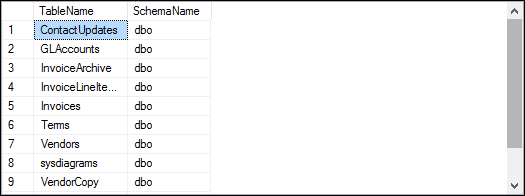 TableName SchemaName
1 ContactUpdates dbo
2 GLAccounts dbo
3 InvoiceArchive dbo
4 InvoiceLineIte... dbo
5 Invoices dbo
6 Terms dbo
7 Vendors dbo
8 sysdiagrams dbo
9 VendorCopy dbo